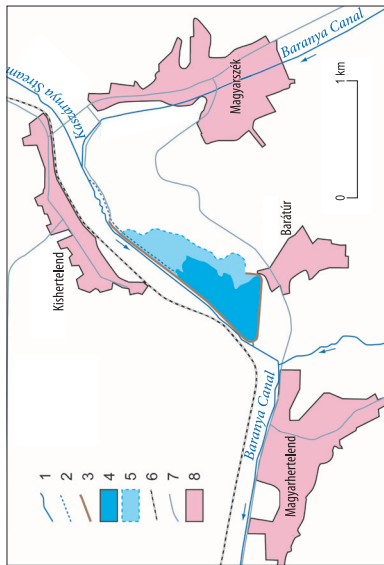 Kasztárnya Stream
Baranya Canal
Magyarszék
Kishertelend
1 km
0
Barátúr
Baranya Canal
Magyarhertelend
1
2
3
4
5
6
7
8